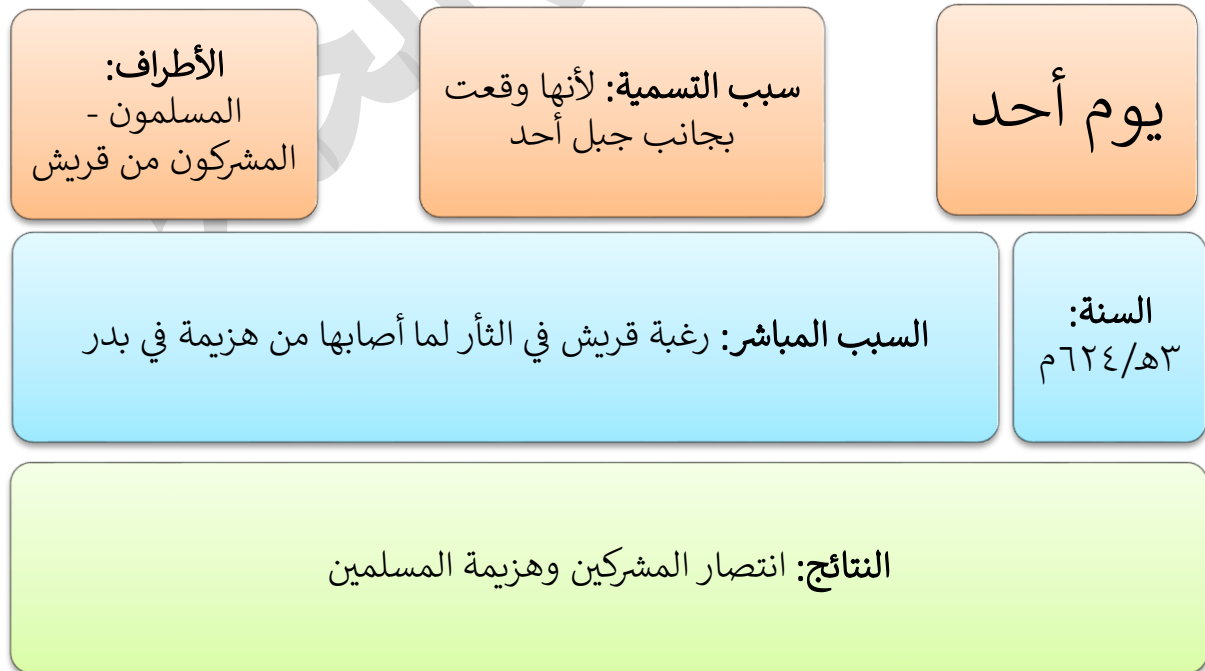 يوم أحد
سبب التسمية: لأنها وقعت
بجانب جبل أحد
الأطراف:
المسلمون -
المشركون من قريش
السنة:
٣هـ/٦٢٤م
السبب المباشر: رغبة قريش في الثأر لما أصابها من هزيمة في بدر
النتائج: انتصار المشركين وهزيمة المسلمين